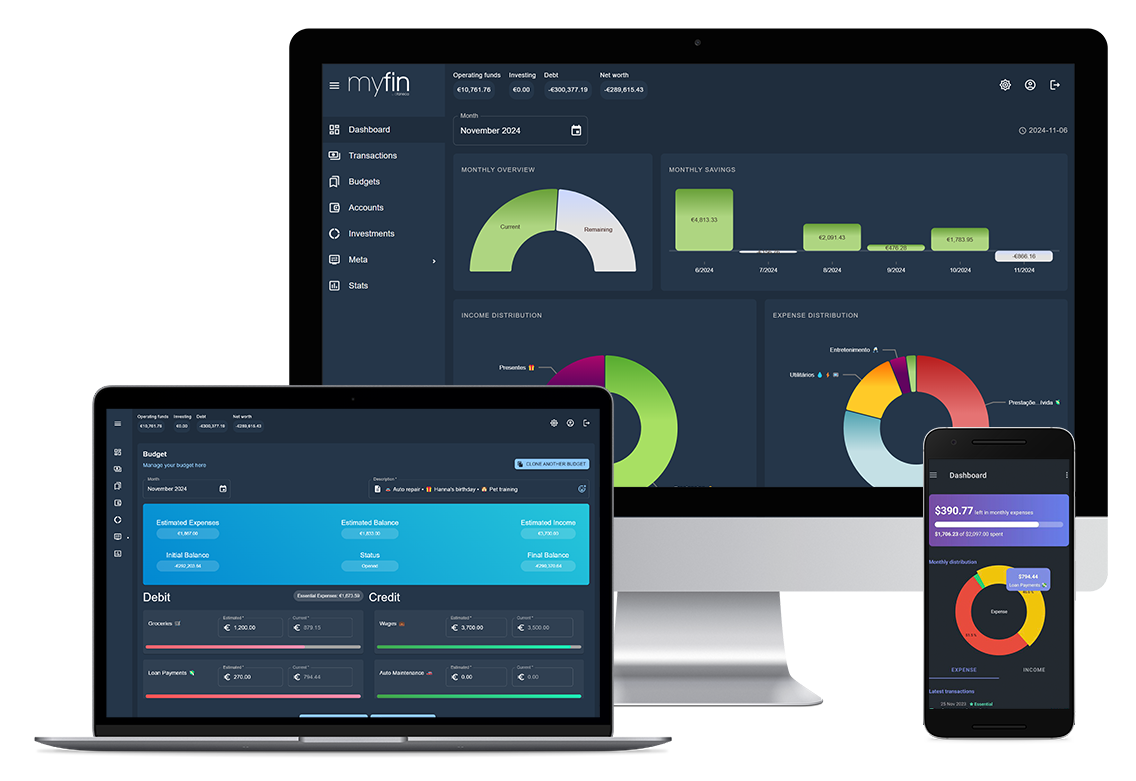 myfin
Operating funds Investing Debt Net worth
€10,761.76 €0.00 -€300,377.19 -€289,615.43
Month
November 2024
2024-11-06
Dashboard
Transactions
Budgets
Accounts
Investments
Meta
Stats
MONTHLY OVERVIEW
Current
Remaining
MONTHLY SAVINGS
€4,813.33
€2,091.43
€476.28
€1,783.95
-€866.16
6/2024 7/2024 8/2024 9/2024 10/2024 11/2024
INCOME DISTRIBUTION
Presentes
EXPENSE DISTRIBUTION
Entretenimento
Utilitários
Prestaçõe...ívida
Operating funds Investing Debt Net worth
€10,761.76 €0.00 -€300,377.19 -€289,615.43
Budget
Manage your budget here
CLONE ANOTHER BUDGET
Month
November 2024
Description *
Auto repair • Hanna's birthday • Pet training
Estimated Expenses Estimated Balance Estimated Income
€1,867.00 €1,833.00 €3,700.00
Initial Balance Status Final Balance
Opened
Debit
Essential Expenses: €1,673.59
Credit
Groceries
Estimated *
€ 1,200.00
Current *
€ 879.15
Wages
Estimated *
€ 3,700.00
Current *
€ 3,500.00
Loan Payments
Estimated *
€ 270.00
Current *
€ 794.44
Auto Maintenance
Estimated *
€ 0.00
Current *
€ 0.00
Dashboard
$390.77 left in monthly expenses
$1,706.23 of $2,097.00 spent
Monthly distribution
$794.44
Loan Payments
Expense
EXPENSE INCOME
Latest transactions
25 Nov 2023 Essential